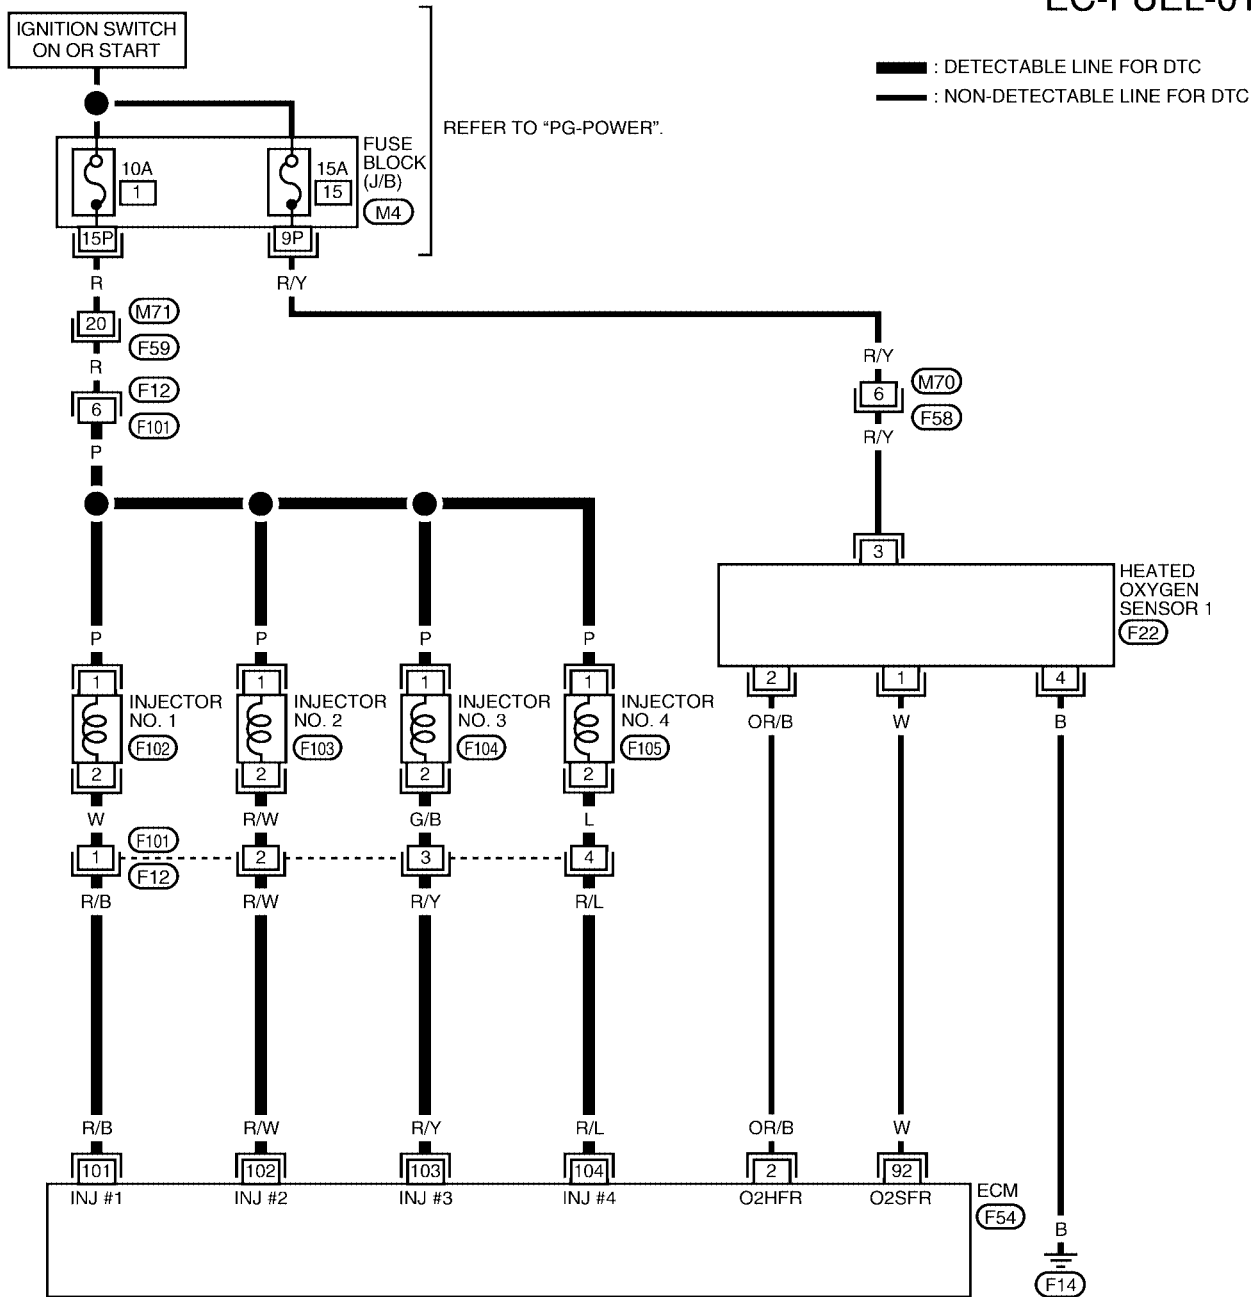 EC-FUEL-01
IGNITION SWITCH
ON OR START
: DETECTABLE LINE FOR DTC
: NON-DETECTABLE LINE FOR DTC
REFER TO “PG-POWER”.
10A
1
15A
15
FUSE
BLOCK
(J/B)
M4
15P
9P
R
R/Y
20
M71
F59
R
6
F12
F101
P
R/Y
6
M70
F58
R/Y
3
HEATED
OXYGEN
SENSOR 1
F22
2
1
4
OR/B
W
B
P
P
P
P
1
1
1
1
INJECTOR
NO. 1
F102
INJECTOR
NO. 2
F103
INJECTOR
NO. 3
F104
INJECTOR
NO. 4
F105
2
2
2
2
W
R/W
G/B
L
F101
1
2
3
4
F12
R/B
R/W
R/Y
R/L
R/B
R/W
R/Y
R/L
OR/B
W
101
102
103
104
2
92
INJ #1
INJ #2
INJ #3
INJ #4
O2HFR
O2SFR
ECM
F54
B
F14